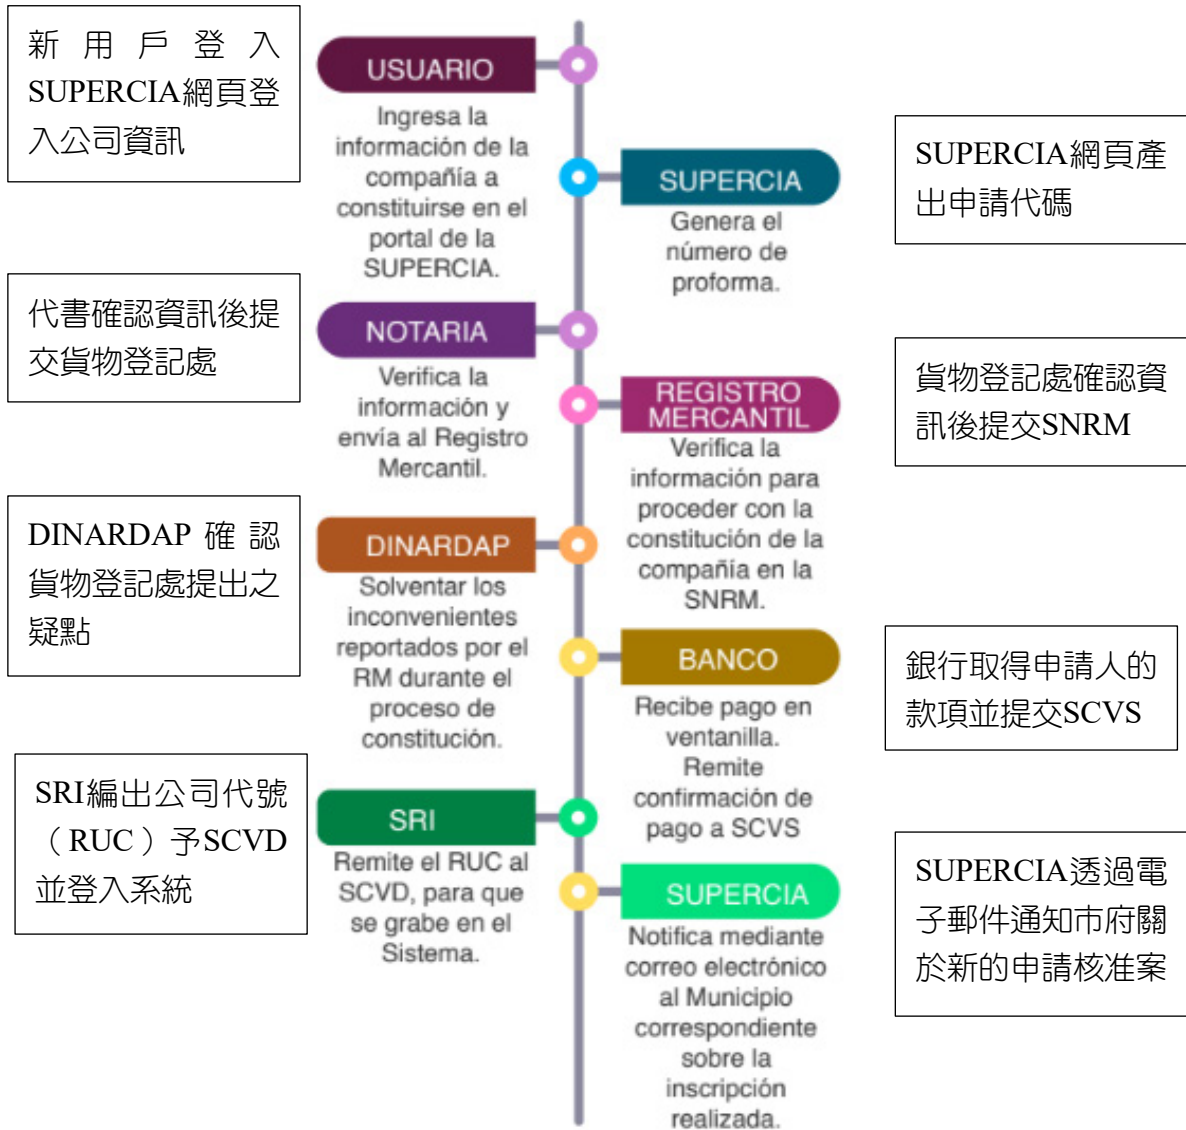 新用戶登入
SUPERCIA網頁登
入公司資訊
USUARIO
Ingresa la
información de la
compañía a
constituirse en el
portal de la
SUPERCIA.
SUPERCIA
Genera el
número de
proforma.
SUPERCIA網頁產
出申請代碼
代書確認資訊後提
交貨物登記處
NOTARIA
Verifica la
información y
envía al Registro
Mercantil.
REGISTRO
MERCANTIL
Verifica la
información para
proceder con la
constitución de la
compañía en la
SNRM.
貨物登記處確認資
訊後提交SNRM
DINARDAP 確認
貨物登記處提出之
疑點
DINARDAP
Solventar los
inconvenientes
reportados por el
RM durante el
proceso de
constitución.
BANCO
Recibe pago en
ventanilla.
Remite
confirmación de
pago a SCVS
銀行取得申請人的
款項並提交SCVS
SRI編出公司代號
（RUC）予SCVD
並登入系統
SRI
Remite el RUC al
SCVD, para que
se grabe en el
Sistema.
SUPERCIA
Notifica mediante
correo electrónico
al Municipio
correspondiente
sobre la
inscripción
realizada.
SUPERCIA透過電
子郵件通知市府關
於新的申請核准案